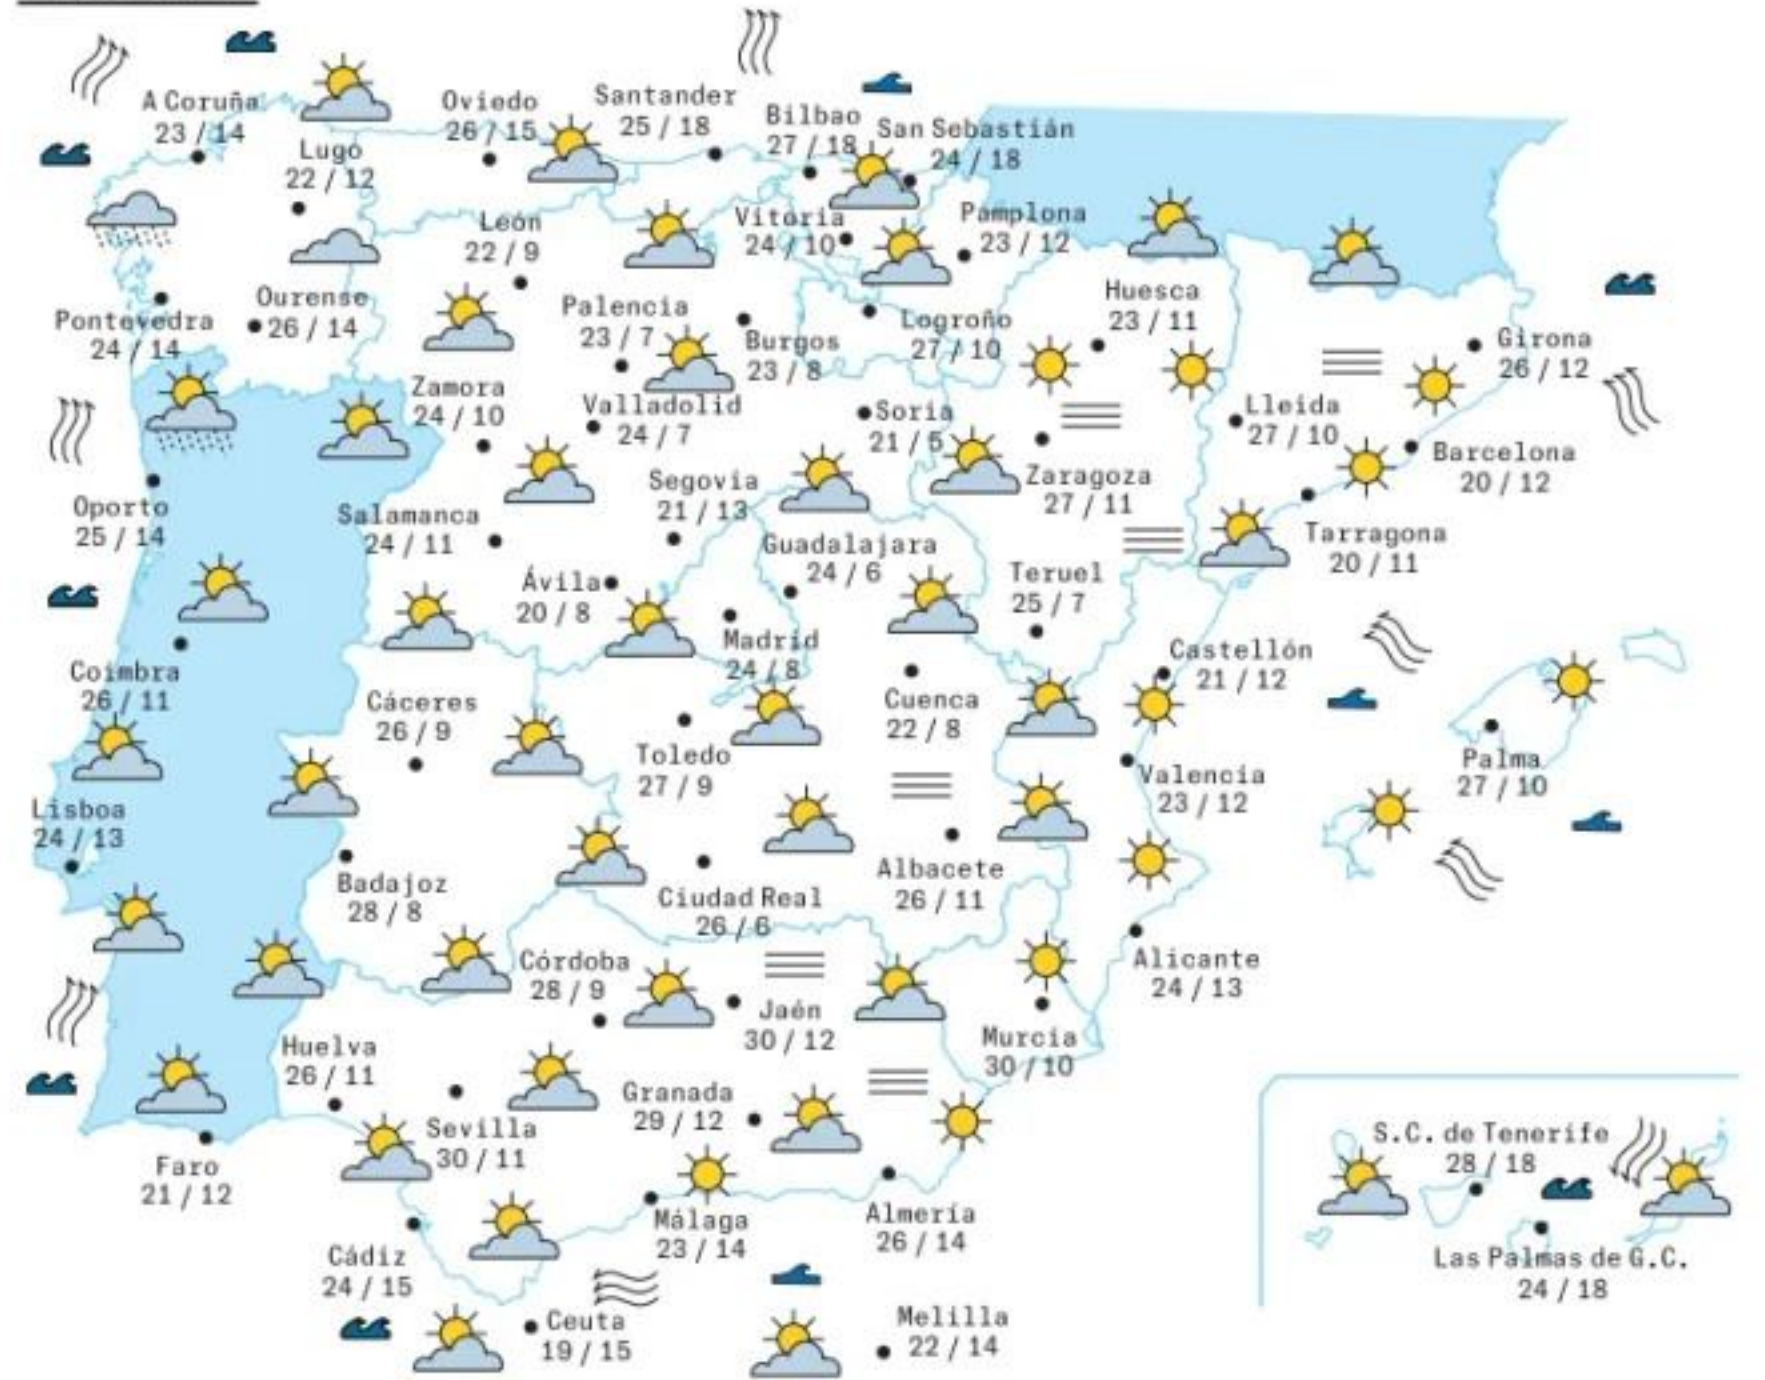 A Coruña
23 / 14
Lugo
22 / 12
Oviedo
26 / 15
Santander
25 / 18
Bilbao
27 / 18
San Sebastián
24 / 18
León
22 / 9
Vitoria
24 / 10
Pamplona
23 / 12
Pontevedra
24 / 14
Ourense
26 / 14
Palencia
23 / 7
Burgos
23 / 8
Logroño
27 / 10
Huesca
23 / 11
Girona
26 / 12
Zamora
24 / 10
Valladolid
24 / 7
Soria
21 / 5
Lleida
27 / 10
Barcelona
20 / 12
Zaragoza
27 / 11
Oporto
25 / 14
Salamanca
24 / 11
Segovia
21 / 13
Guadalajara
24 / 6
Tarragona
20 / 11
Ávila
20 / 8
Teruel
25 / 7
Madrid
24 / 8
Coimbra
26 / 11
Cáceres
26 / 9
Cuenca
22 / 8
Castellón
21 / 12
Toledo
27 / 9
Valencia
23 / 12
Palma
27 / 10
Lisboa
24 / 13
Badajoz
28 / 8
Ciudad Real
26 / 6
Albacete
26 / 11
Córdoba
28 / 9
Jaén
30 / 12
Alicante
24 / 13
Huelva
26 / 11
Murcia
30 / 10
Granada
29 / 12
Sevilla
30 / 11
Faro
21 / 12
Málaga
23 / 14
Almería
26 / 14
S.C. de Tenerife
28 / 18
Cádiz
24 / 15
Las Palmas de G.C.
24 / 18
Ceuta
19 / 15
Melilla
22 / 14